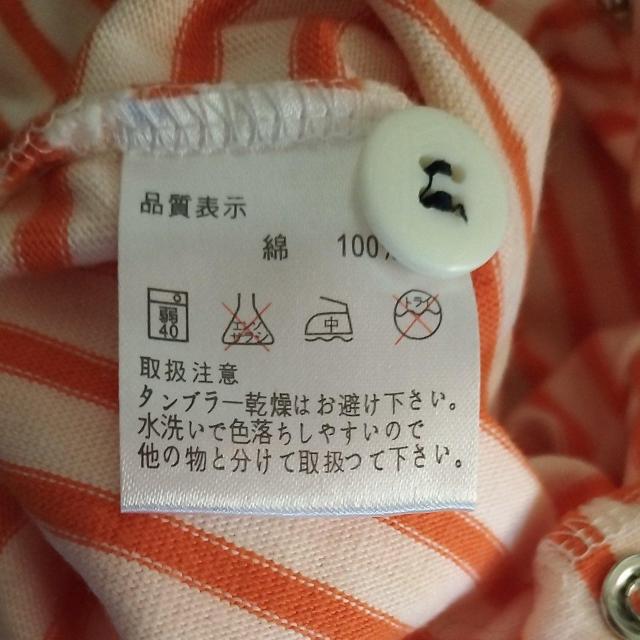 品質表示
綿 100%
弱 40 エンソ サラシ 中 ドライ
取扱注意
タンブラー乾燥はお避け下さい。
水洗いで色落ちしやすいので
他の物と分けて取扱つて下さい。